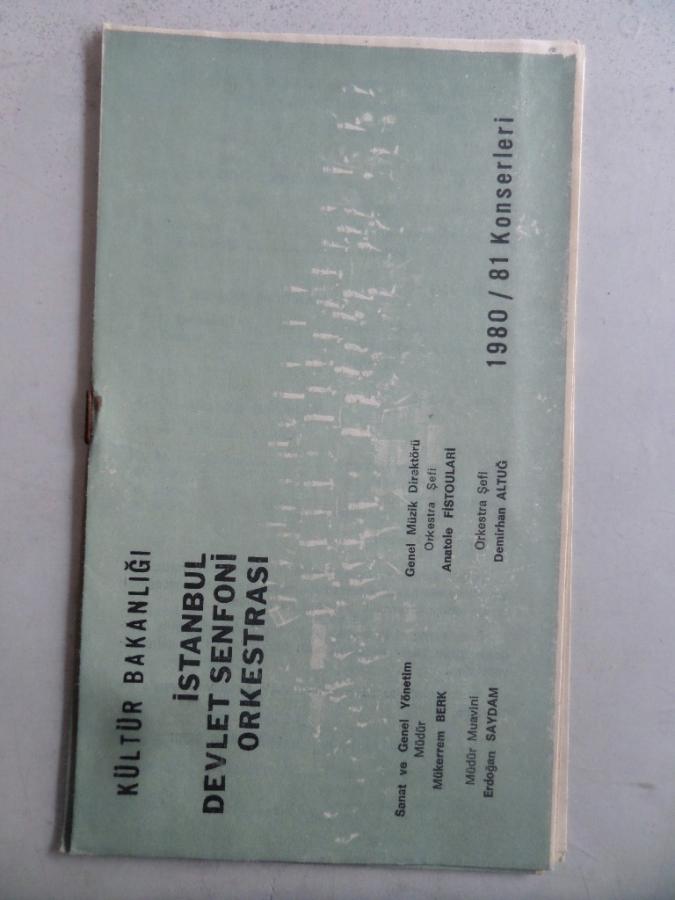 KÜLTÜR BAKANLIĞI
İSTANBUL
DEVLET SENFONİ
ORKESTRASI
Sanat ve Genel Yönetim
Müdür
Mükerrem BERK
Müdür Muavini
Erdoğan SAYDAM
Genel Müzik Direktörü
Orkestra Şefi
Anatole FİSTOULARİ
Orkestra Şefi
Demirhan ALTUĞ
1980 / 81 Konserleri